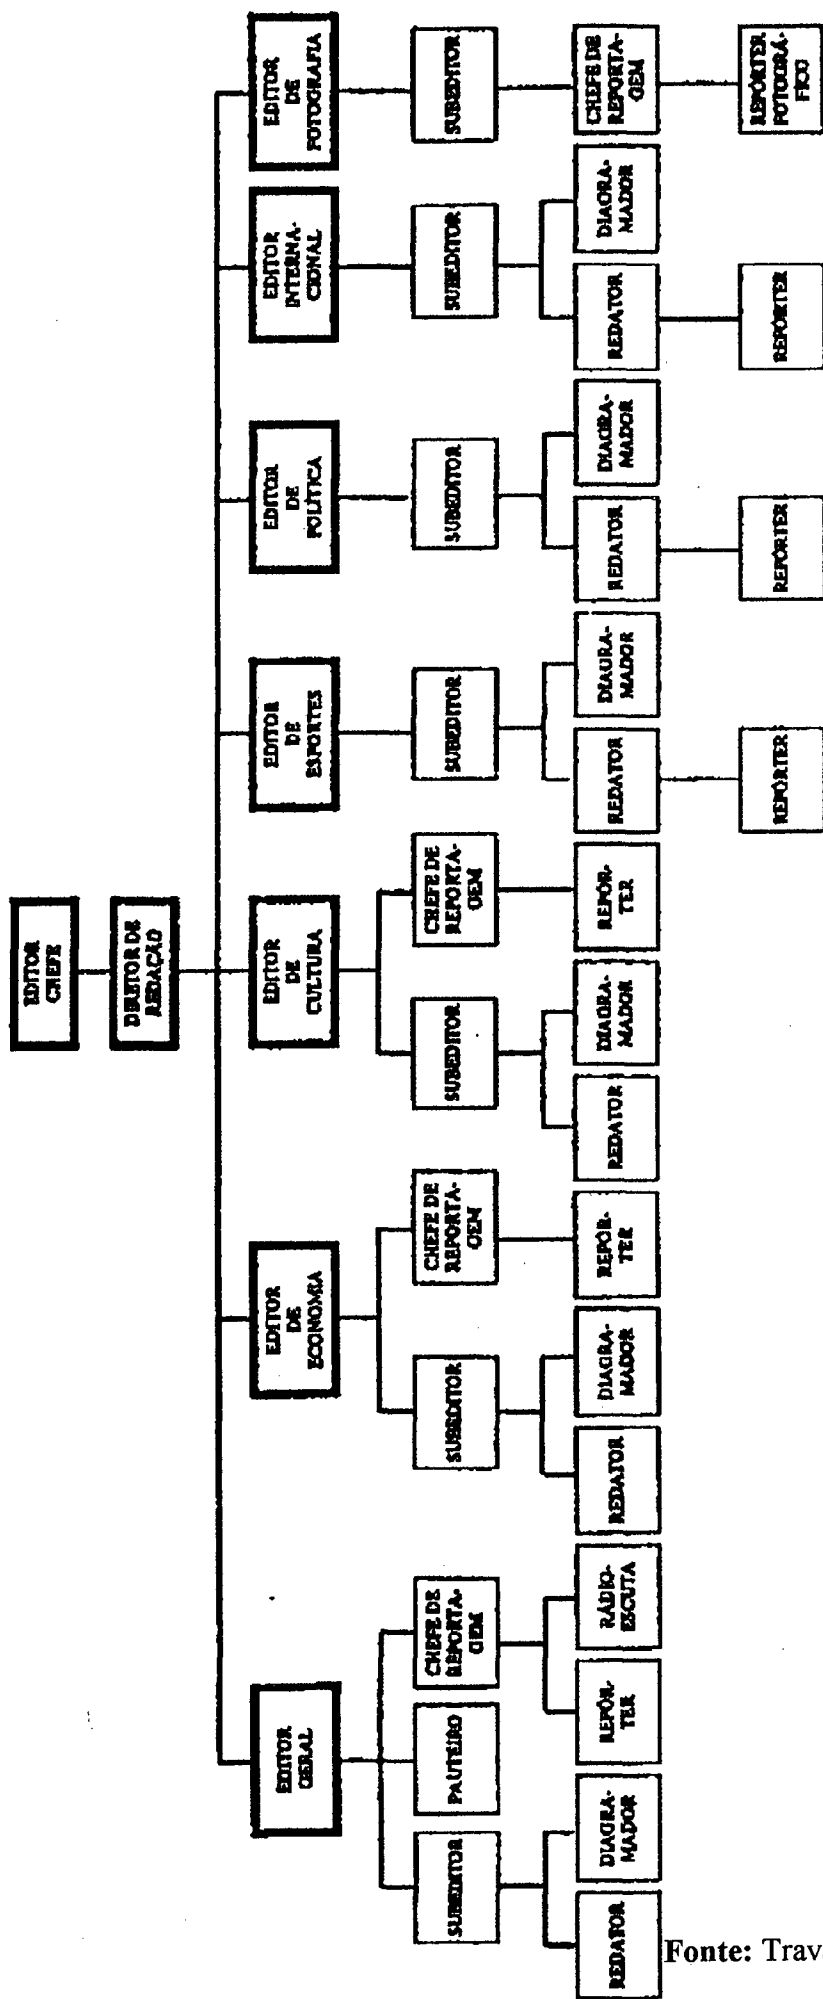 EDITOR
CHEFE
DIRETOR DE
REDAÇÃO
EDITOR
GERAL
EDITOR
DE
ECONOMIA
EDITOR
DE
CULTURA
EDITOR
DE
ESPORTES
EDITOR
DE
POLÍTICA
EDITOR
INTERNA-
CIONAL
EDITOR
DE
FOTOGRAFIA
SUBEDITOR
PAUTEIRO
CHEFE DE
REPORTA-
GEM
SUBEDITOR
CHEFE DE
REPORTA-
GEM
SUBEDITOR
CHEFE DE
REPORTA-
GEM
SUBEDITOR
SUBEDITOR
SUBEDITOR
SUBEDITOR
REDATOR
DIAGRA-
MADOR
REPÓR-
TER
RÁDIO-
ESCUTA
REDATOR
DIAGRA-
MADOR
REPÓR-
TER
REDATOR
DIAGRA-
MADOR
REPÓR-
TER
REDATOR
DIAGRA-
MADOR
REDATOR
DIAGRA-
MADOR
REDATOR
DIAGRA-
MADOR
CHEFE DE
REPORTA-
GEM
REPÓRTER
REPÓRTER
REPÓRTER
REPÓRTER
FOTOGRÁ-
FICO
Fonte: Trav